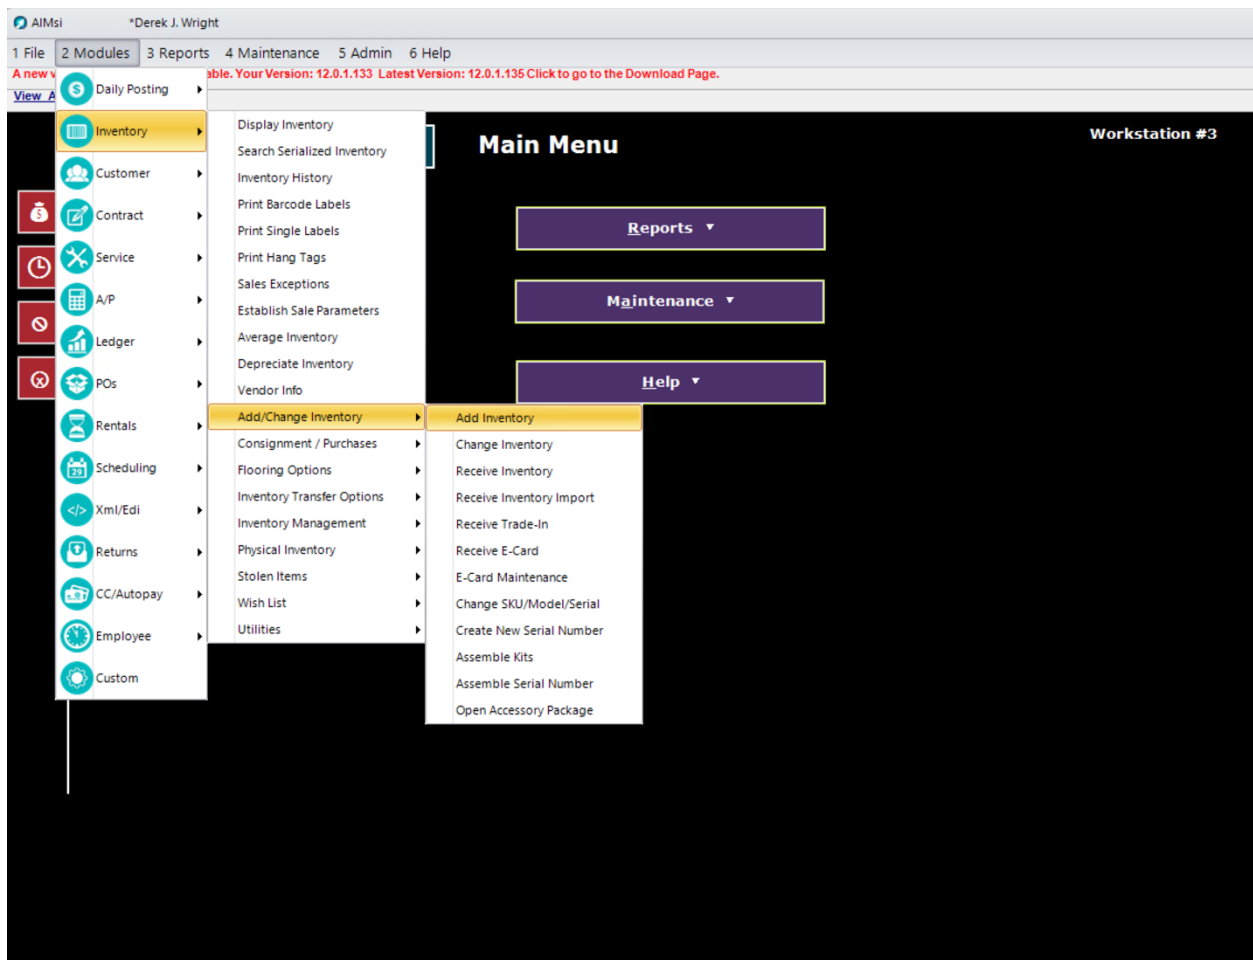 AIMsi *Derek J. Wright
1 File 2 Modules 3 Reports 4 Maintenance 5 Admin 6 Help
A new v able. Your Version: 12.0.1.133 Latest Version: 12.0.1.135 Click to go to the Download Page.
View A
Main Menu
Workstation #3
Daily Posting
Inventory
Customer
Contract
Service
A/P
Ledger
POs
Rentals
Scheduling
Xml/Edi
Returns
CC/Autopay
Employee
Custom
Display Inventory
Search Serialized Inventory
Inventory History
Print Barcode Labels
Print Single Labels
Print Hang Tags
Sales Exceptions
Establish Sale Parameters
Average Inventory
Depreciate Inventory
Vendor Info
Add/Change Inventory
Consignment / Purchases
Flooring Options
Inventory Transfer Options
Inventory Management
Physical Inventory
Stolen Items
Wish List
Utilities
Add Inventory
Change Inventory
Receive Inventory
Receive Inventory Import
Receive Trade-In
Receive E-Card
E-Card Maintenance
Change SKU/Model/Serial
Create New Serial Number
Assemble Kits
Assemble Serial Number
Open Accessory Package
Reports
Maintenance
Help